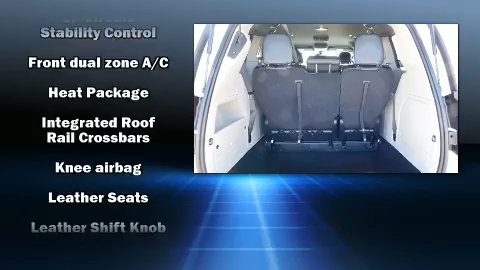 Stability Control
Front dual zone A/C
Heat Package
Integrated Roof
Rail Crossbars
Knee airbag
Leather Seats
Leather Shift Knob